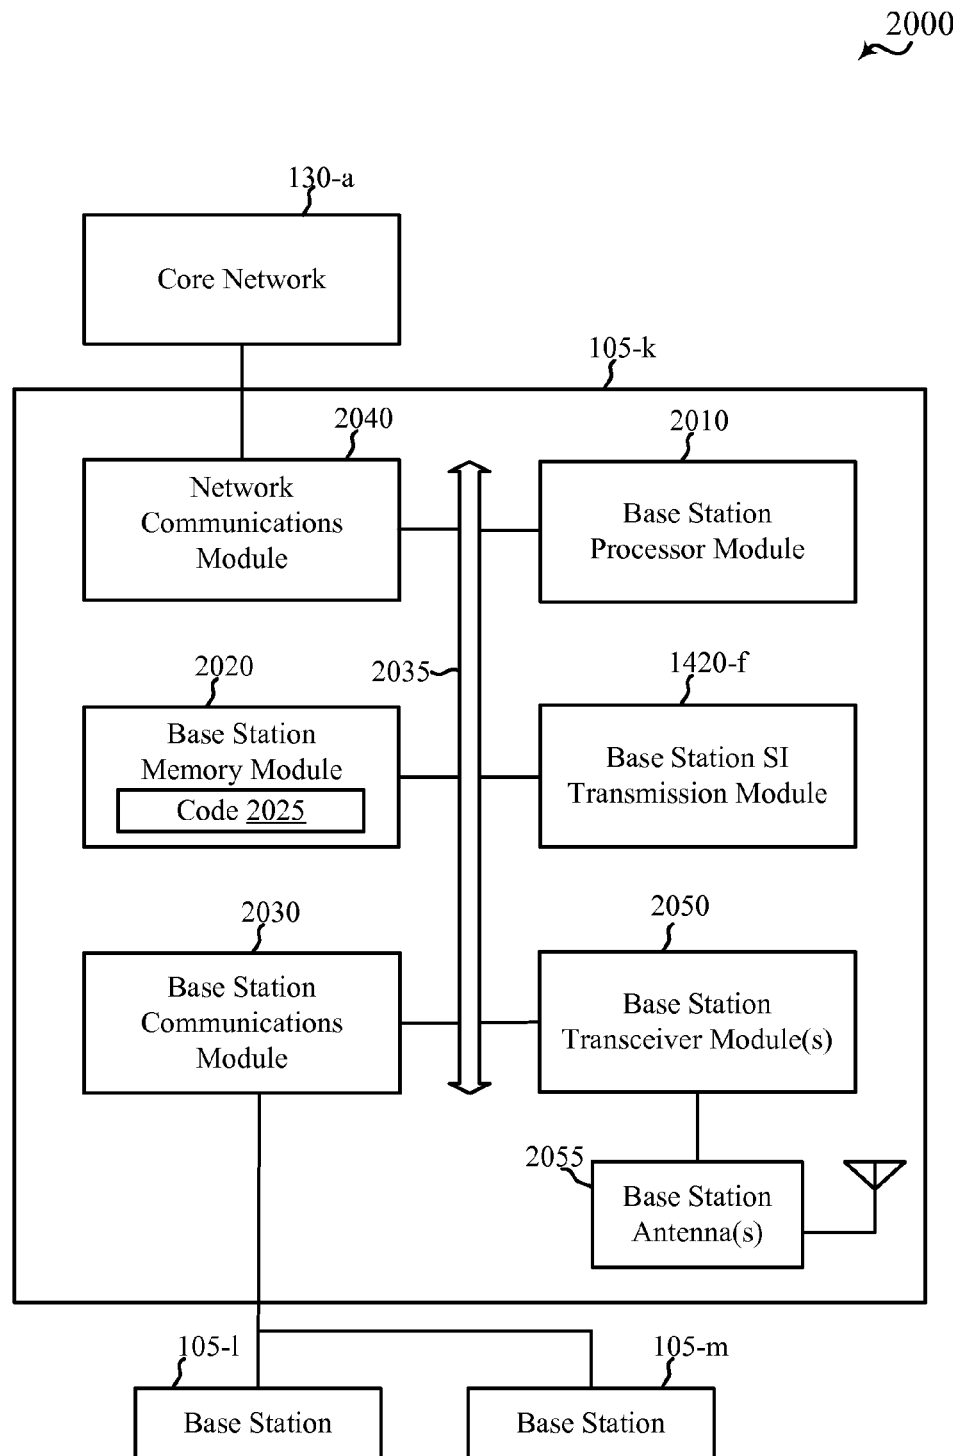 2000
130-a
Core Network
105-k
2040
2010
Network
Communications
Module
Base Station
Processor Module
2020
2035
1420-f
Base Station
Memory Module
Code 2025
Base Station SI
Transmission Module
2030
2050
Base Station
Communications
Module
Base Station
Transceiver Module(s)
2055
Base Station
Antenna(s)
105-l
105-m
Base Station
Base Station